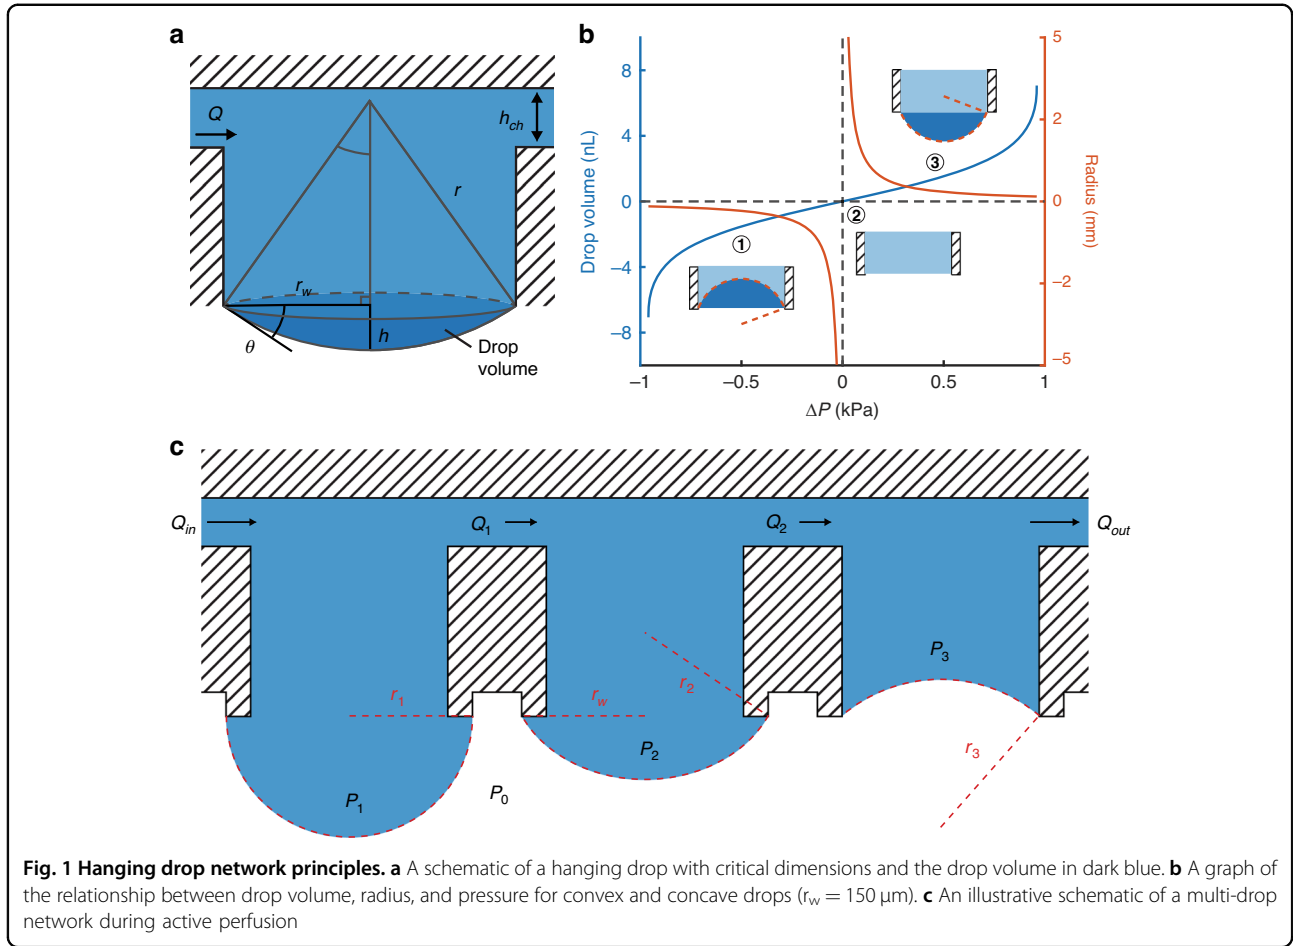 a
Q
h_ch
r
r_w
h
θ
Drop
volume
b
Drop volume (nL)
8
4
0
−4
−8
5
2
0
−2
−5
Radius (mm)
3
2
1
−1
−0.5
0
0.5
1
ΔP (kPa)
c
Q_in
Q_1
Q_2
Q_out
r_1
r_w
r_2
P_3
r_3
P_2
P_1
P_0
Fig. 1 Hanging drop network principles. a A schematic of a hanging drop with critical dimensions and the drop volume in dark blue. b A graph of
the relationship between drop volume, radius, and pressure for convex and concave drops (r_w = 150 μm). c An illustrative schematic of a multi-drop
network during active perfusion